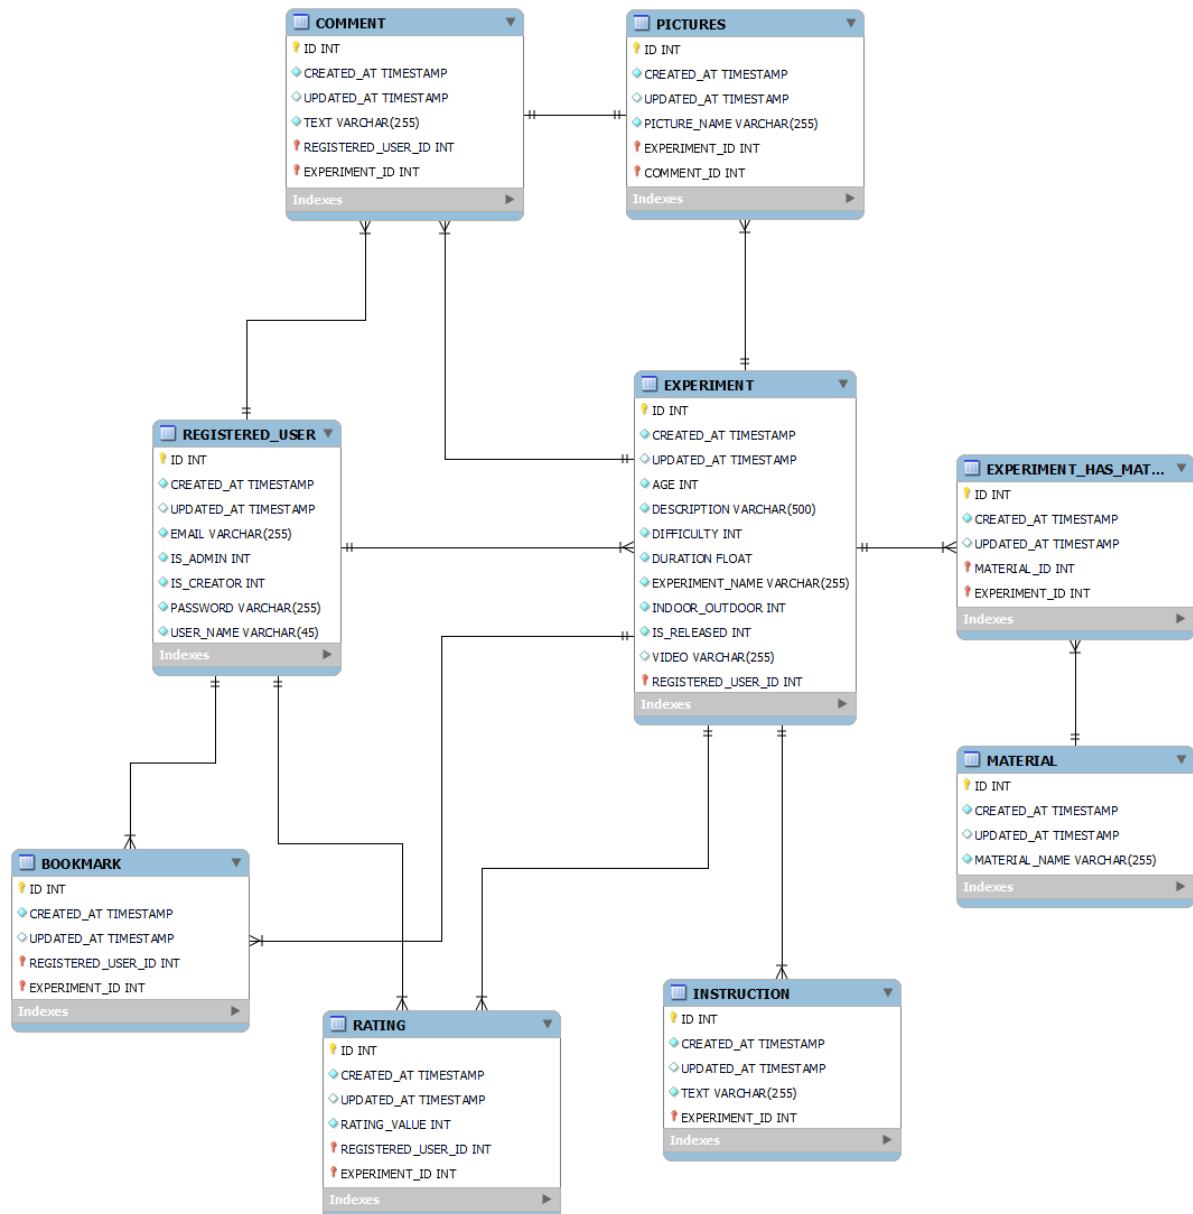 COMMENT
ID INT
CREATED_AT TIMESTAMP
UPDATED_AT TIMESTAMP
TEXT VARCHAR(255)
REGISTERED_USER_ID INT
EXPERIMENT_ID INT
Indexes
PICTURES
ID INT
CREATED_AT TIMESTAMP
UPDATED_AT TIMESTAMP
PICTURE_NAME VARCHAR(255)
EXPERIMENT_ID INT
COMMENT_ID INT
Indexes
REGISTERED_USER
ID INT
CREATED_AT TIMESTAMP
UPDATED_AT TIMESTAMP
EMAIL VARCHAR(255)
IS_ADMIN INT
IS_CREATOR INT
PASSWORD VARCHAR(255)
USER_NAME VARCHAR(45)
Indexes
EXPERIMENT
ID INT
CREATED_AT TIMESTAMP
UPDATED_AT TIMESTAMP
AGE INT
DESCRIPTION VARCHAR(500)
DIFFICULTY INT
DURATION FLOAT
EXPERIMENT_NAME VARCHAR(255)
INDOOR_OUTDOOR INT
IS_RELEASED INT
VIDEO VARCHAR(255)
REGISTERED_USER_ID INT
Indexes
EXPERIMENT_HAS_MAT...
ID INT
CREATED_AT TIMESTAMP
UPDATED_AT TIMESTAMP
MATERIAL_ID INT
EXPERIMENT_ID INT
Indexes
MATERIAL
ID INT
CREATED_AT TIMESTAMP
UPDATED_AT TIMESTAMP
MATERIAL_NAME VARCHAR(255)
Indexes
BOOKMARK
ID INT
CREATED_AT TIMESTAMP
UPDATED_AT TIMESTAMP
REGISTERED_USER_ID INT
EXPERIMENT_ID INT
Indexes
RATING
ID INT
CREATED_AT TIMESTAMP
UPDATED_AT TIMESTAMP
RATING_VALUE INT
REGISTERED_USER_ID INT
EXPERIMENT_ID INT
Indexes
INSTRUCTION
ID INT
CREATED_AT TIMESTAMP
UPDATED_AT TIMESTAMP
TEXT VARCHAR(255)
EXPERIMENT_ID INT
Indexes